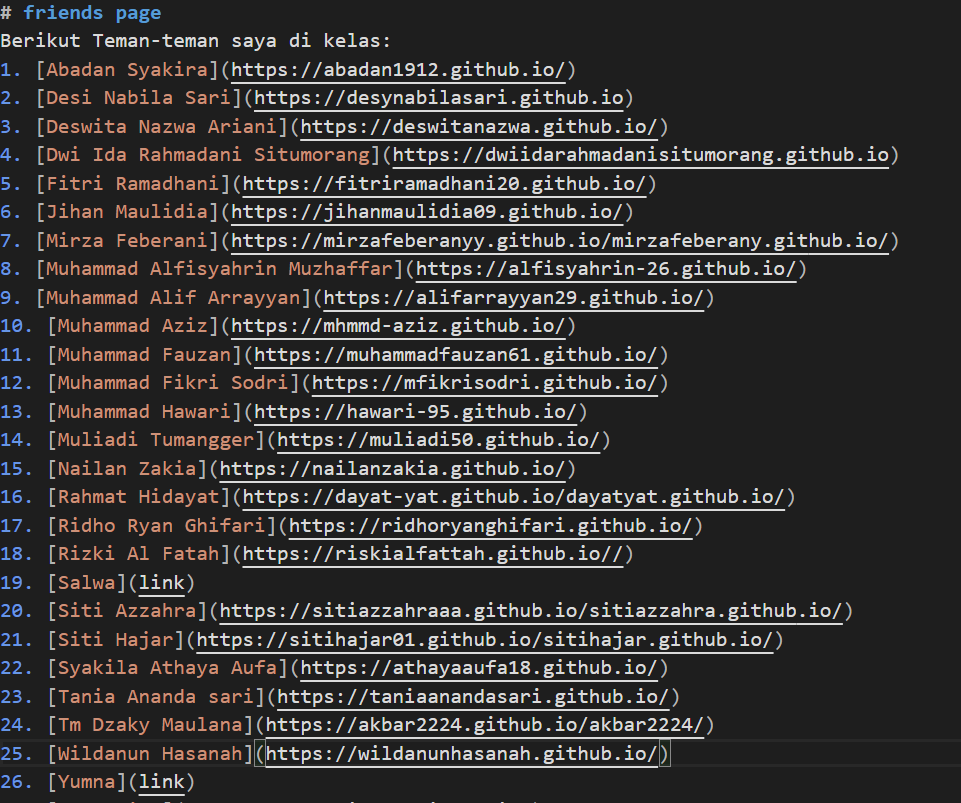 # friends page
Berikut Teman-teman saya di kelas:
1. [Abadan Syakira](https://abadan1912.github.io/)
2. [Desi Nabila Sari](https://desynabilasari.github.io)
3. [Deswita Nazwa Ariani](https://deswitanazwa.github.io/)
4. [Dwi Ida Rahmadani Situmorang](https://dwiidarahmadanisitumorang.github.io)
5. [Fitri Ramadhani](https://fitriramadhani20.github.io/)
6. [Jihan Maulidia](https://jihanmaulidia09.github.io/)
7. [Mirza Feberani](https://mirzafeberanyy.github.io/mirzafeberany.github.io/)
8. [Muhammad Alfisyahrin Muzhaffar](https://alfisyahrin-26.github.io/)
9. [Muhammad Alif Arrayyan](https://alifarrayyan29.github.io/)
10. [Muhammad Aziz](https://mhmmd-aziz.github.io/)
11. [Muhammad Fauzan](https://muhammadfauzan61.github.io/)
12. [Muhammad Fikri Sodri](https://mfikrisodri.github.io/)
13. [Muhammad Hawari](https://hawari-95.github.io/)
14. [Muliadi Tumangger](https://muliadi50.github.io/)
15. [Nailan Zakia](https://nailanzakia.github.io/)
16. [Rahmat Hidayat](https://dayat-yat.github.io/dayatyat.github.io/)
17. [Ridho Ryan Ghifari](https://ridhoryanghifari.github.io/)
18. [Rizki Al Fatah](https://riskialfattah.github.io//)
19. [Salwa](link)
20. [Siti Azzahra](https://sitiazzahraaa.github.io/sitiazzahra.github.io/)
21. [Siti Hajar](https://sitihajar01.github.io/sitihajar.github.io/)
22. [Syakila Athaya Aufa](https://athayaaufa18.github.io/)
23. [Tania Ananda sari](https://taniaanandasari.github.io/)
24. [Tm Dzaky Maulana](https://akbar2224.github.io/akbar2224/)
25. [Wildanun Hasanah](https://wildanunhasanah.github.io/)
26. [Yumna](link)